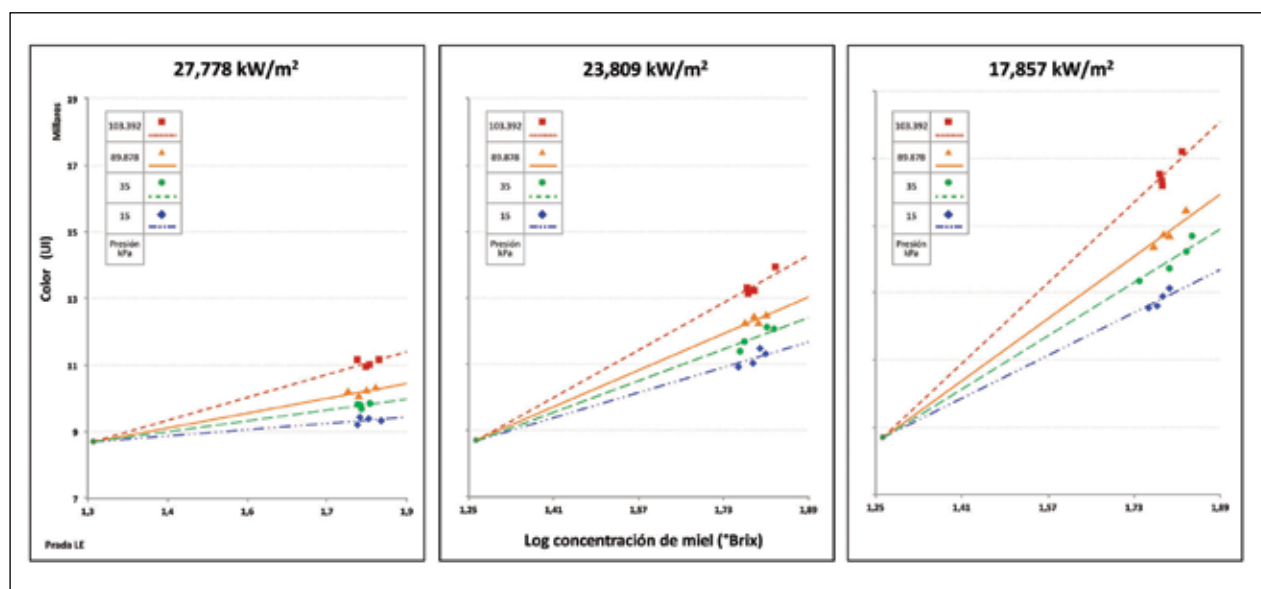 27,778 kW/m²
Millares
Color (UI)
19
17
15
13
11
9
7
103.392
89.878
35
15
Presión
kPa
1,3
1,4
1,6
1,7
1,9
Prada LE
23,809 kW/m²
103.392
89.878
35
15
Presión
kPa
1,25
1,41
1,57
1,73
1,89
Log concentración de miel (°Brix)
17,857 kW/m²
103.392
89.878
35
15
Presión
kPa
1,25
1,41
1,57
1,73
1,89